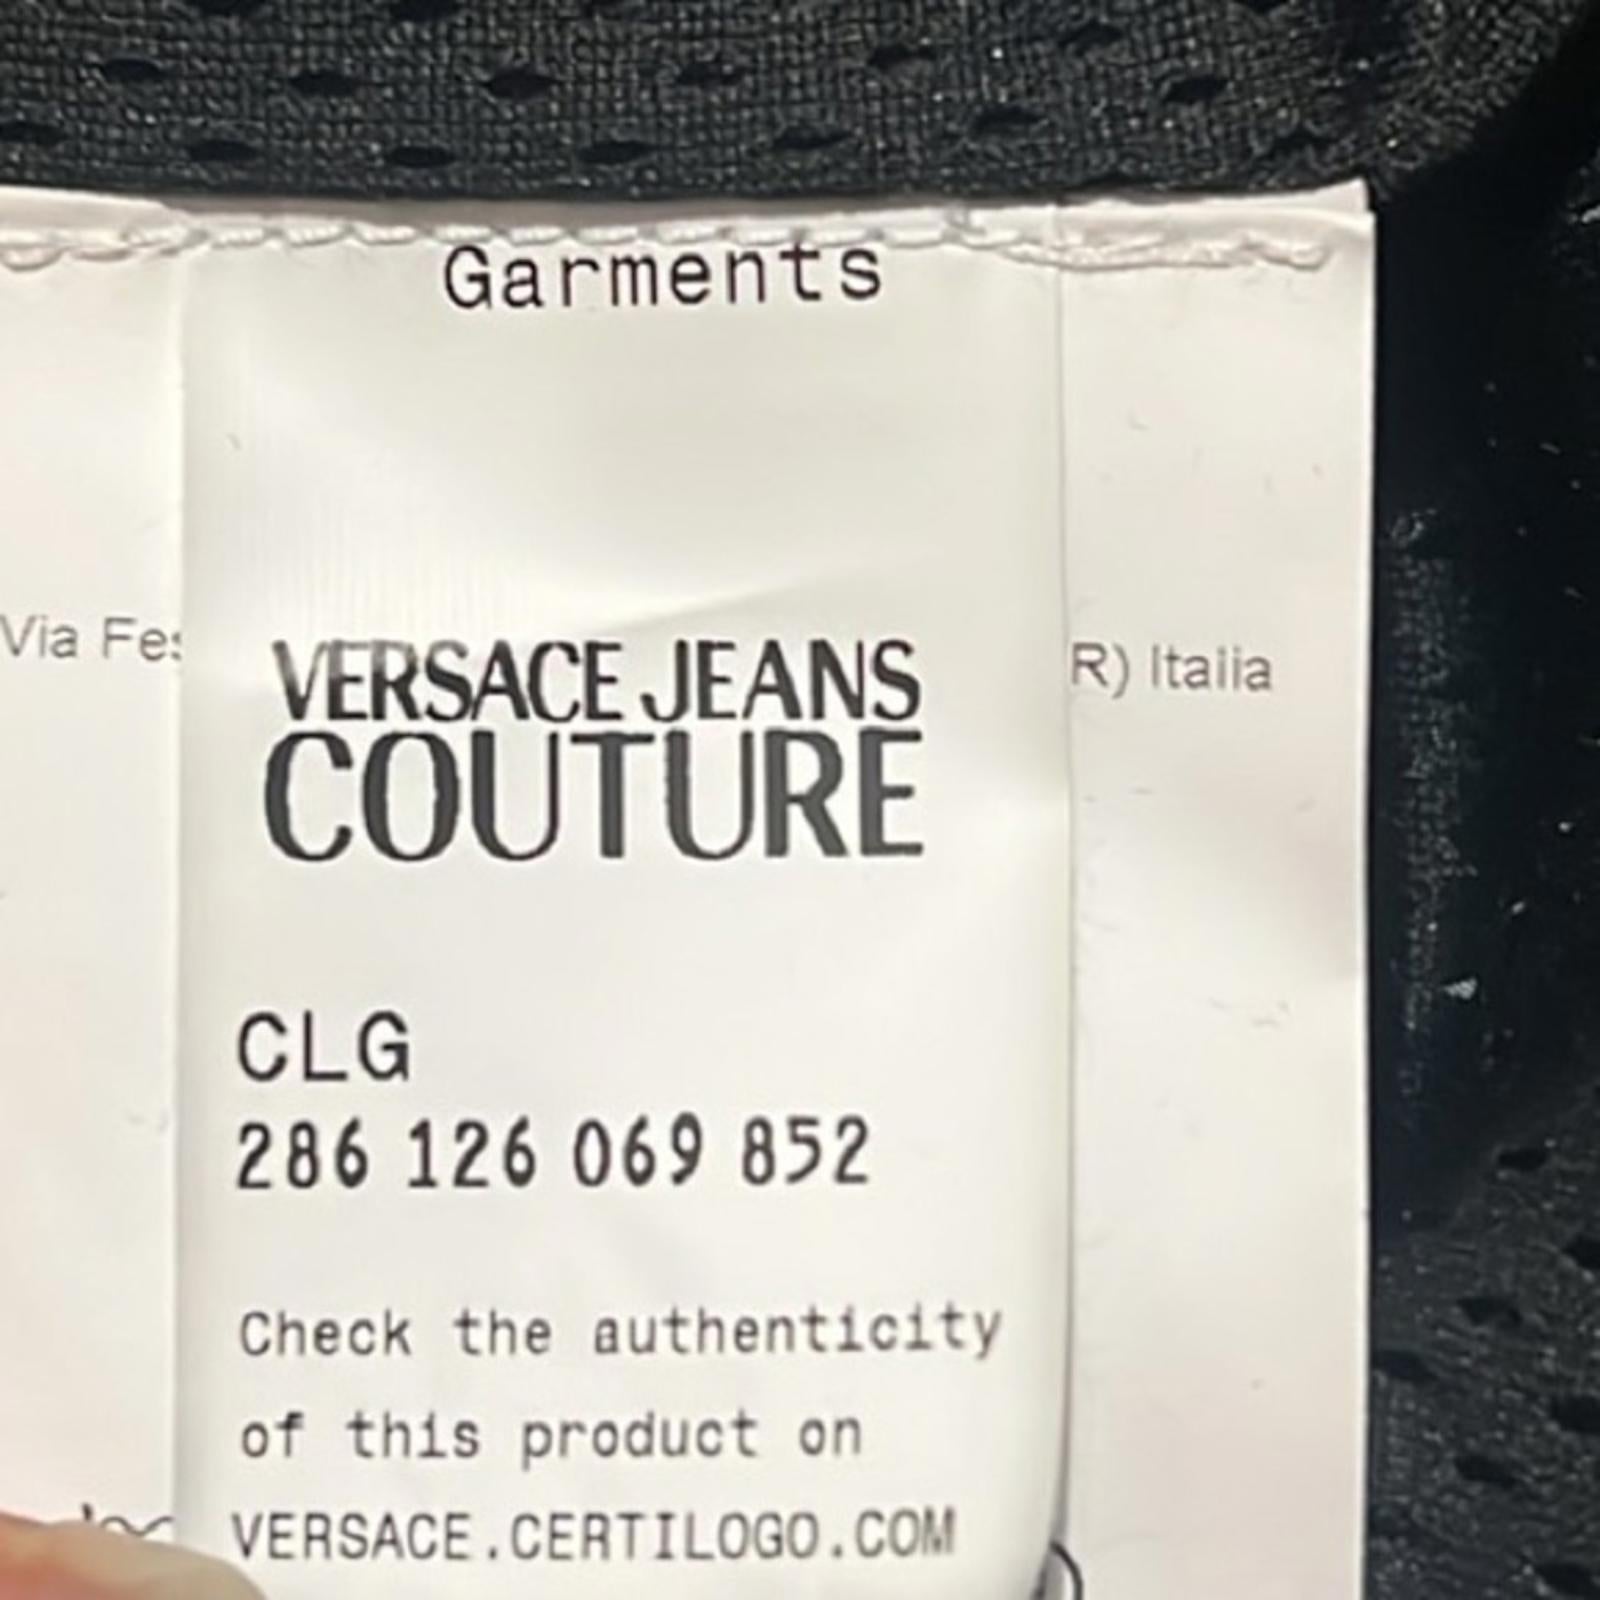 Garments
Via
R) Italia
VERSACE JEANS
COUTURE
CLG
286 126 069 852
Check the authenticity
of this product on
VERSACE.CERTILOGO.COM